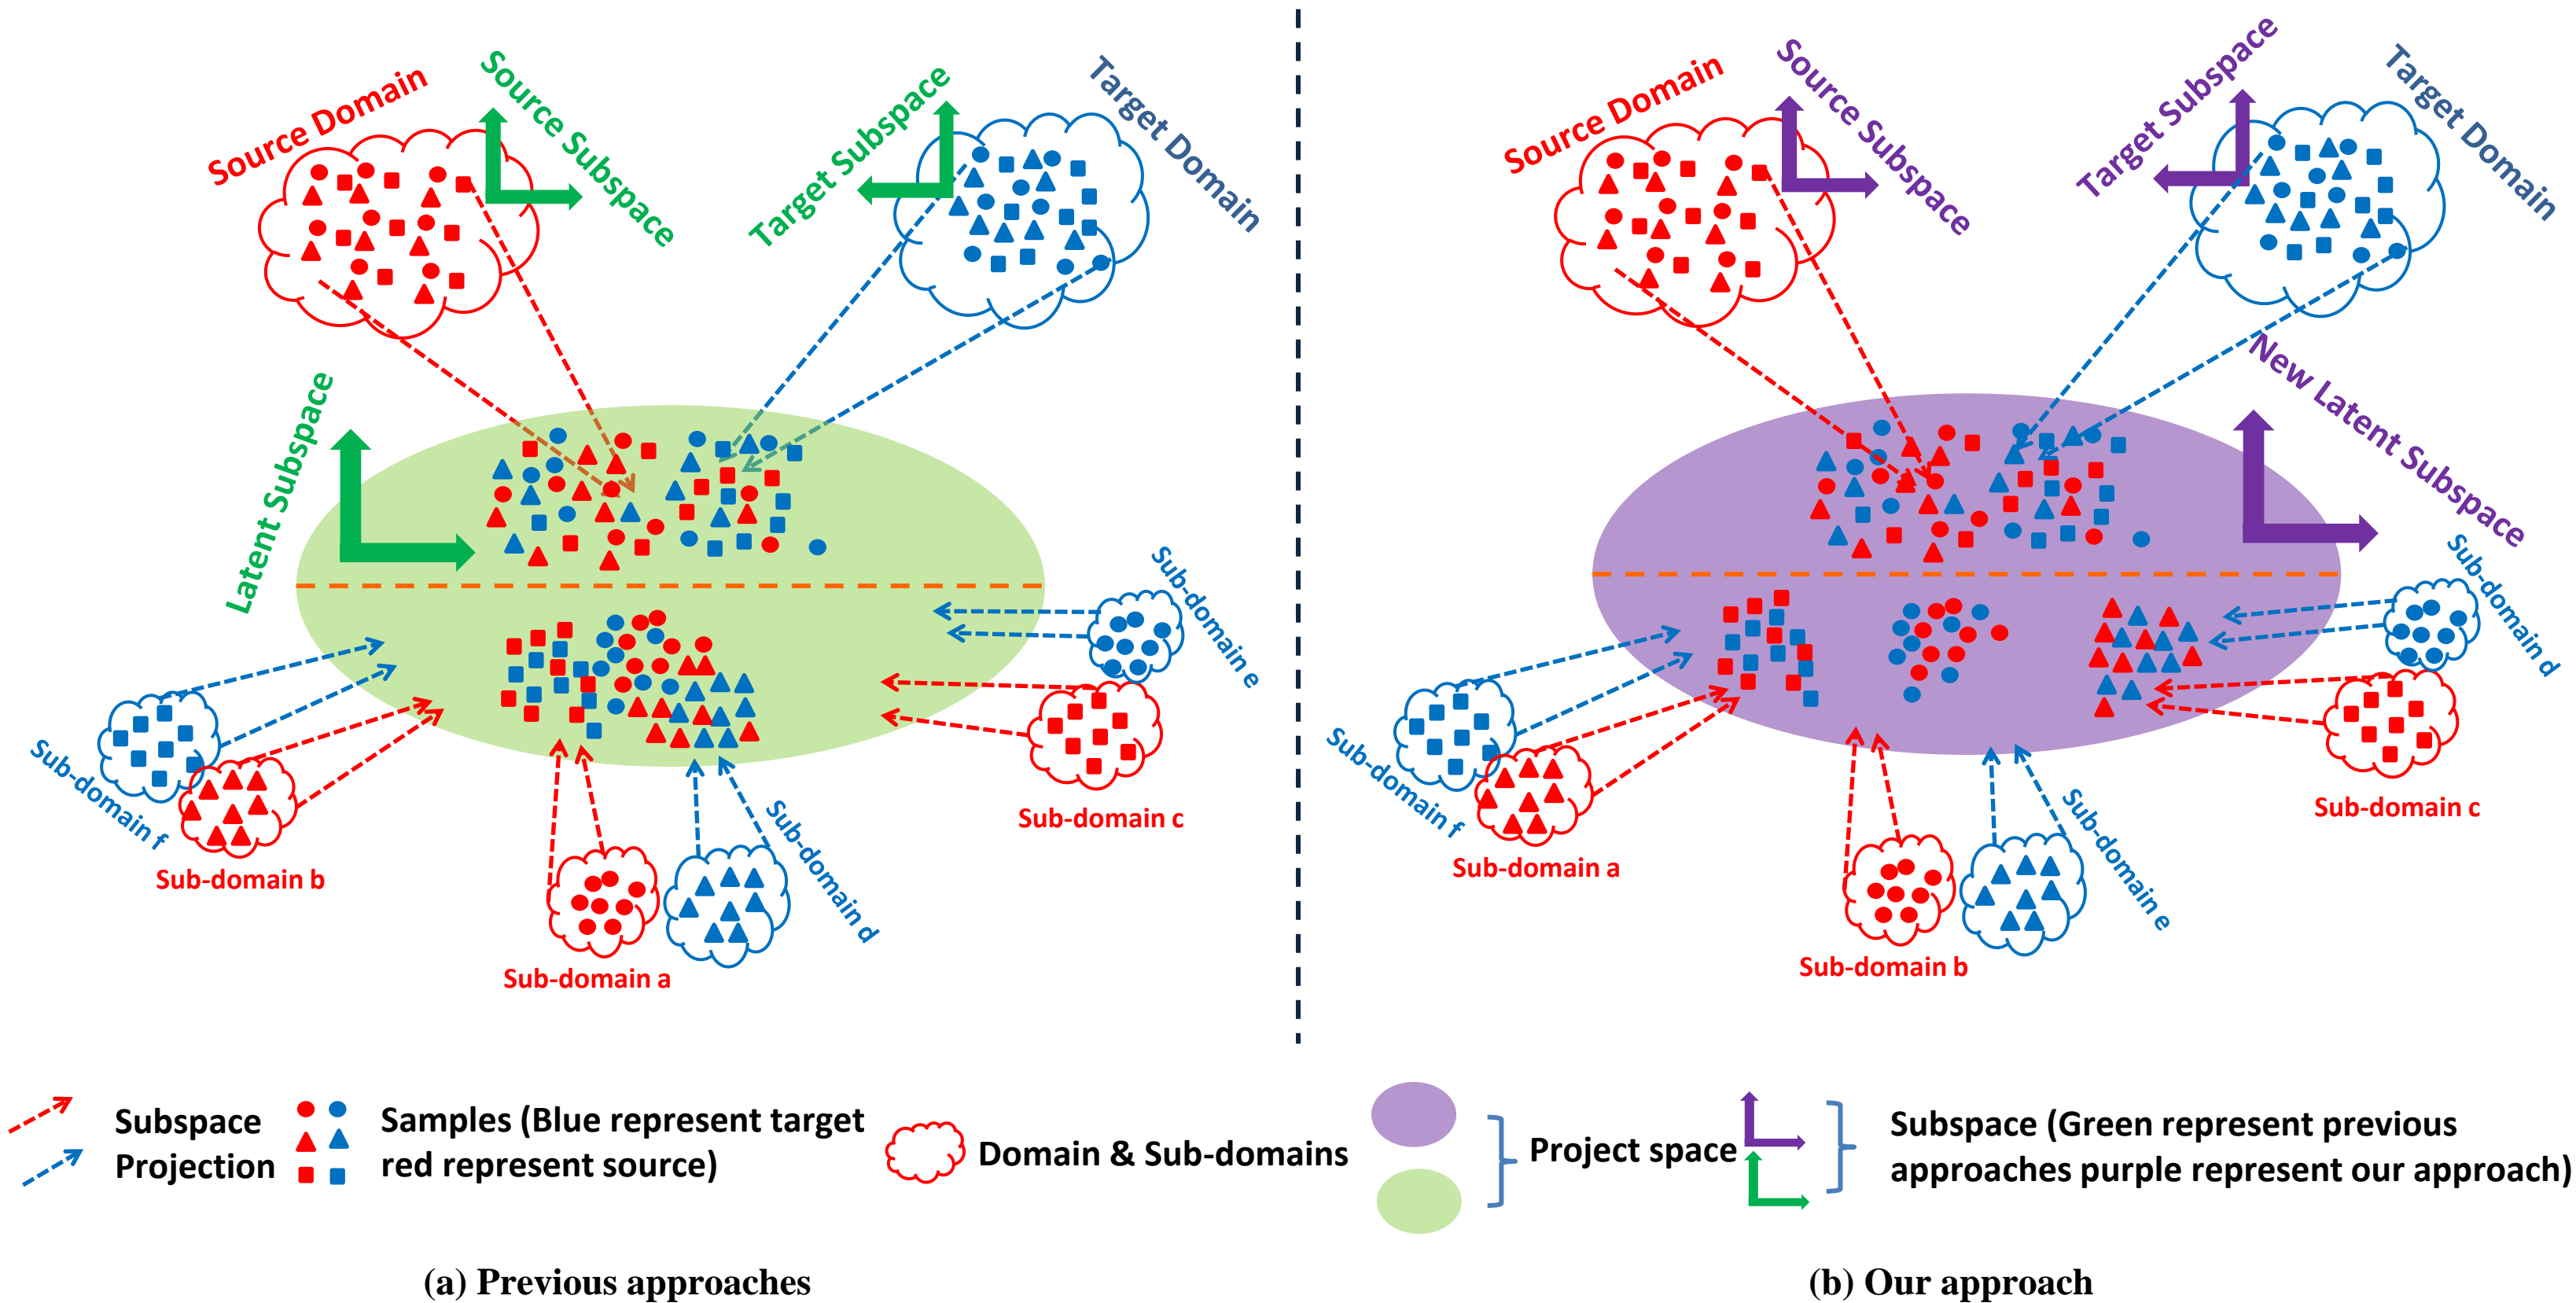 Source Domain
Source Subspace
Target Subspace
Target Domain
Latent Subspace
Sub-domain e
Sub-domain f
Sub-domain b
Sub-domain a
Sub-domain d
Sub-domain c
Source Domain
Source Subspace
Target Subspace
Target Domain
New Latent Subspace
Sub-domain d
Sub-domain f
Sub-domain a
Sub-domain b
Sub-domain e
Sub-domain c
Subspace
Projection
Samples (Blue represent target
red represent source)
Domain & Sub-domains
Project space
Subspace (Green represent previous
approaches purple represent our approach)
(a) Previous approaches
(b) Our approach